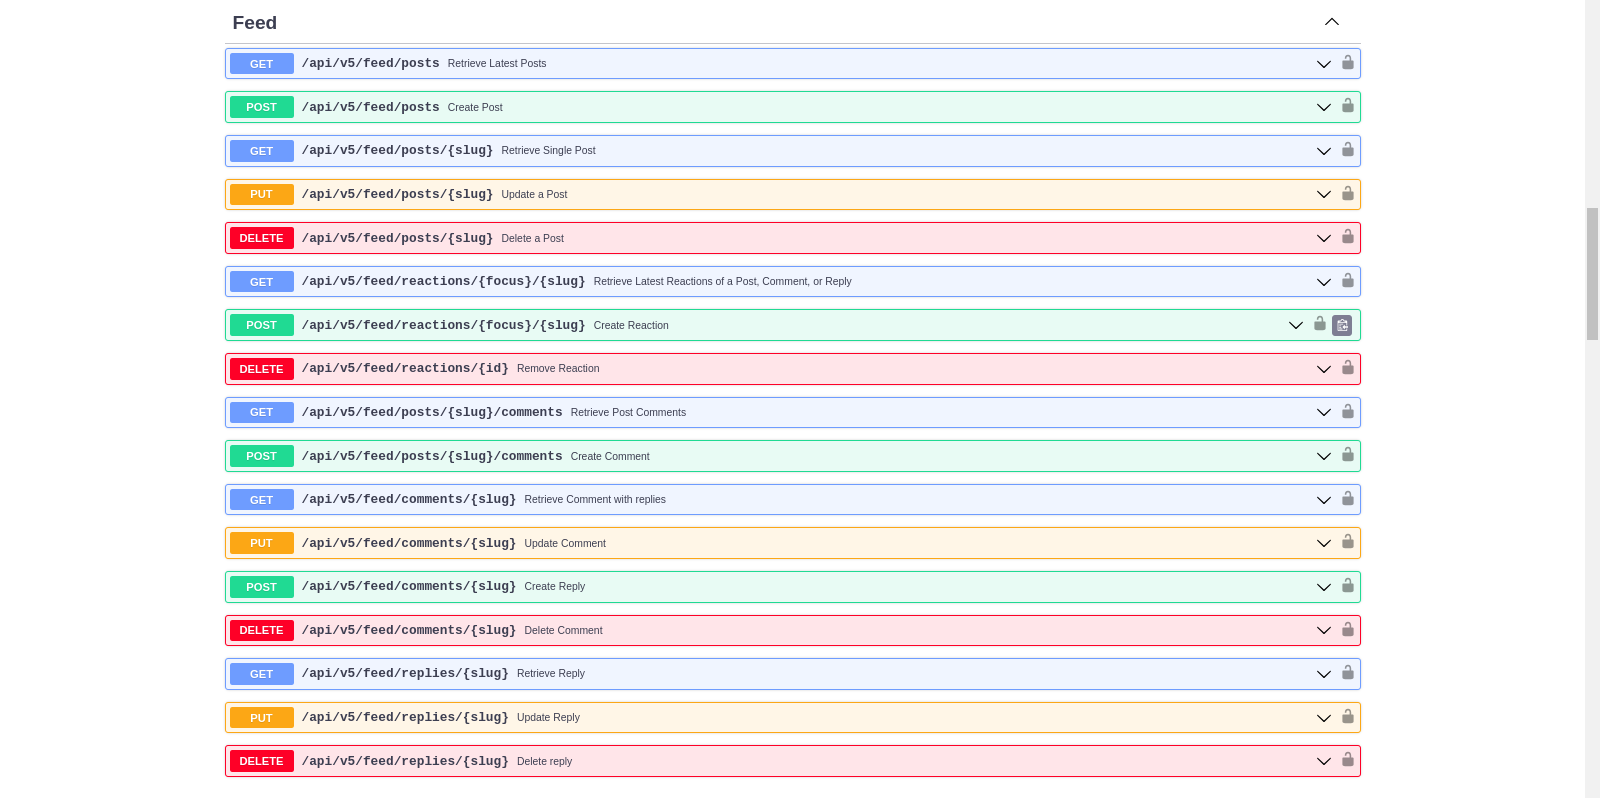 Feed
GET /api/v5/feed/posts Retrieve Latest Posts
POST /api/v5/feed/posts Create Post
GET /api/v5/feed/posts/{slug} Retrieve Single Post
PUT /api/v5/feed/posts/{slug} Update a Post
DELETE /api/v5/feed/posts/{slug} Delete a Post
GET /api/v5/feed/reactions/{focus}/{slug} Retrieve Latest Reactions of a Post, Comment, or Reply
POST /api/v5/feed/reactions/{focus}/{slug} Create Reaction
DELETE /api/v5/feed/reactions/{id} Remove Reaction
GET /api/v5/feed/posts/{slug}/comments Retrieve Post Comments
POST /api/v5/feed/posts/{slug}/comments Create Comment
GET /api/v5/feed/comments/{slug} Retrieve Comment with replies
PUT /api/v5/feed/comments/{slug} Update Comment
POST /api/v5/feed/comments/{slug} Create Reply
DELETE /api/v5/feed/comments/{slug} Delete Comment
GET /api/v5/feed/replies/{slug} Retrieve Reply
PUT /api/v5/feed/replies/{slug} Update Reply
DELETE /api/v5/feed/replies/{slug} Delete reply